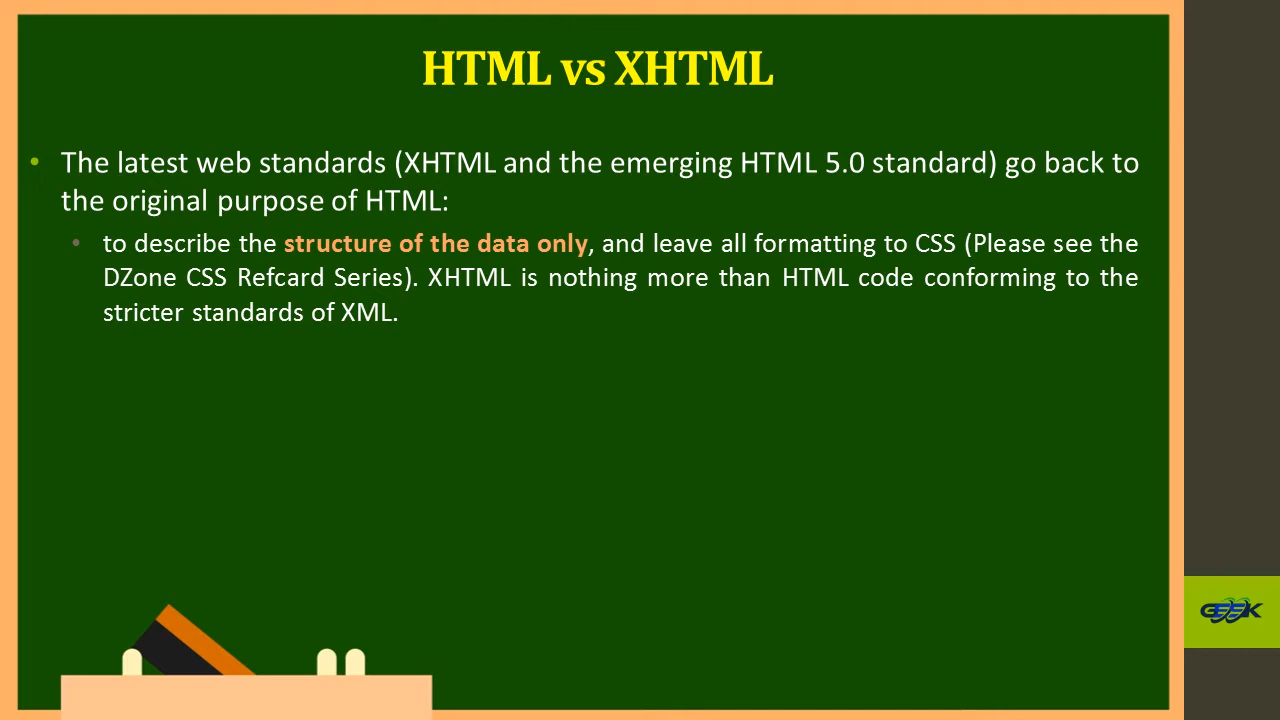 HTML vs XHTML
• The latest web standards (XHTML and the emerging HTML 5.0 standard) go back to
the original purpose of HTML:
• to describe the structure of the data only, and leave all formatting to CSS (Please see the
DZone CSS Refcard Series). XHTML is nothing more than HTML code conforming to the
stricter standards of XML.
GEEK